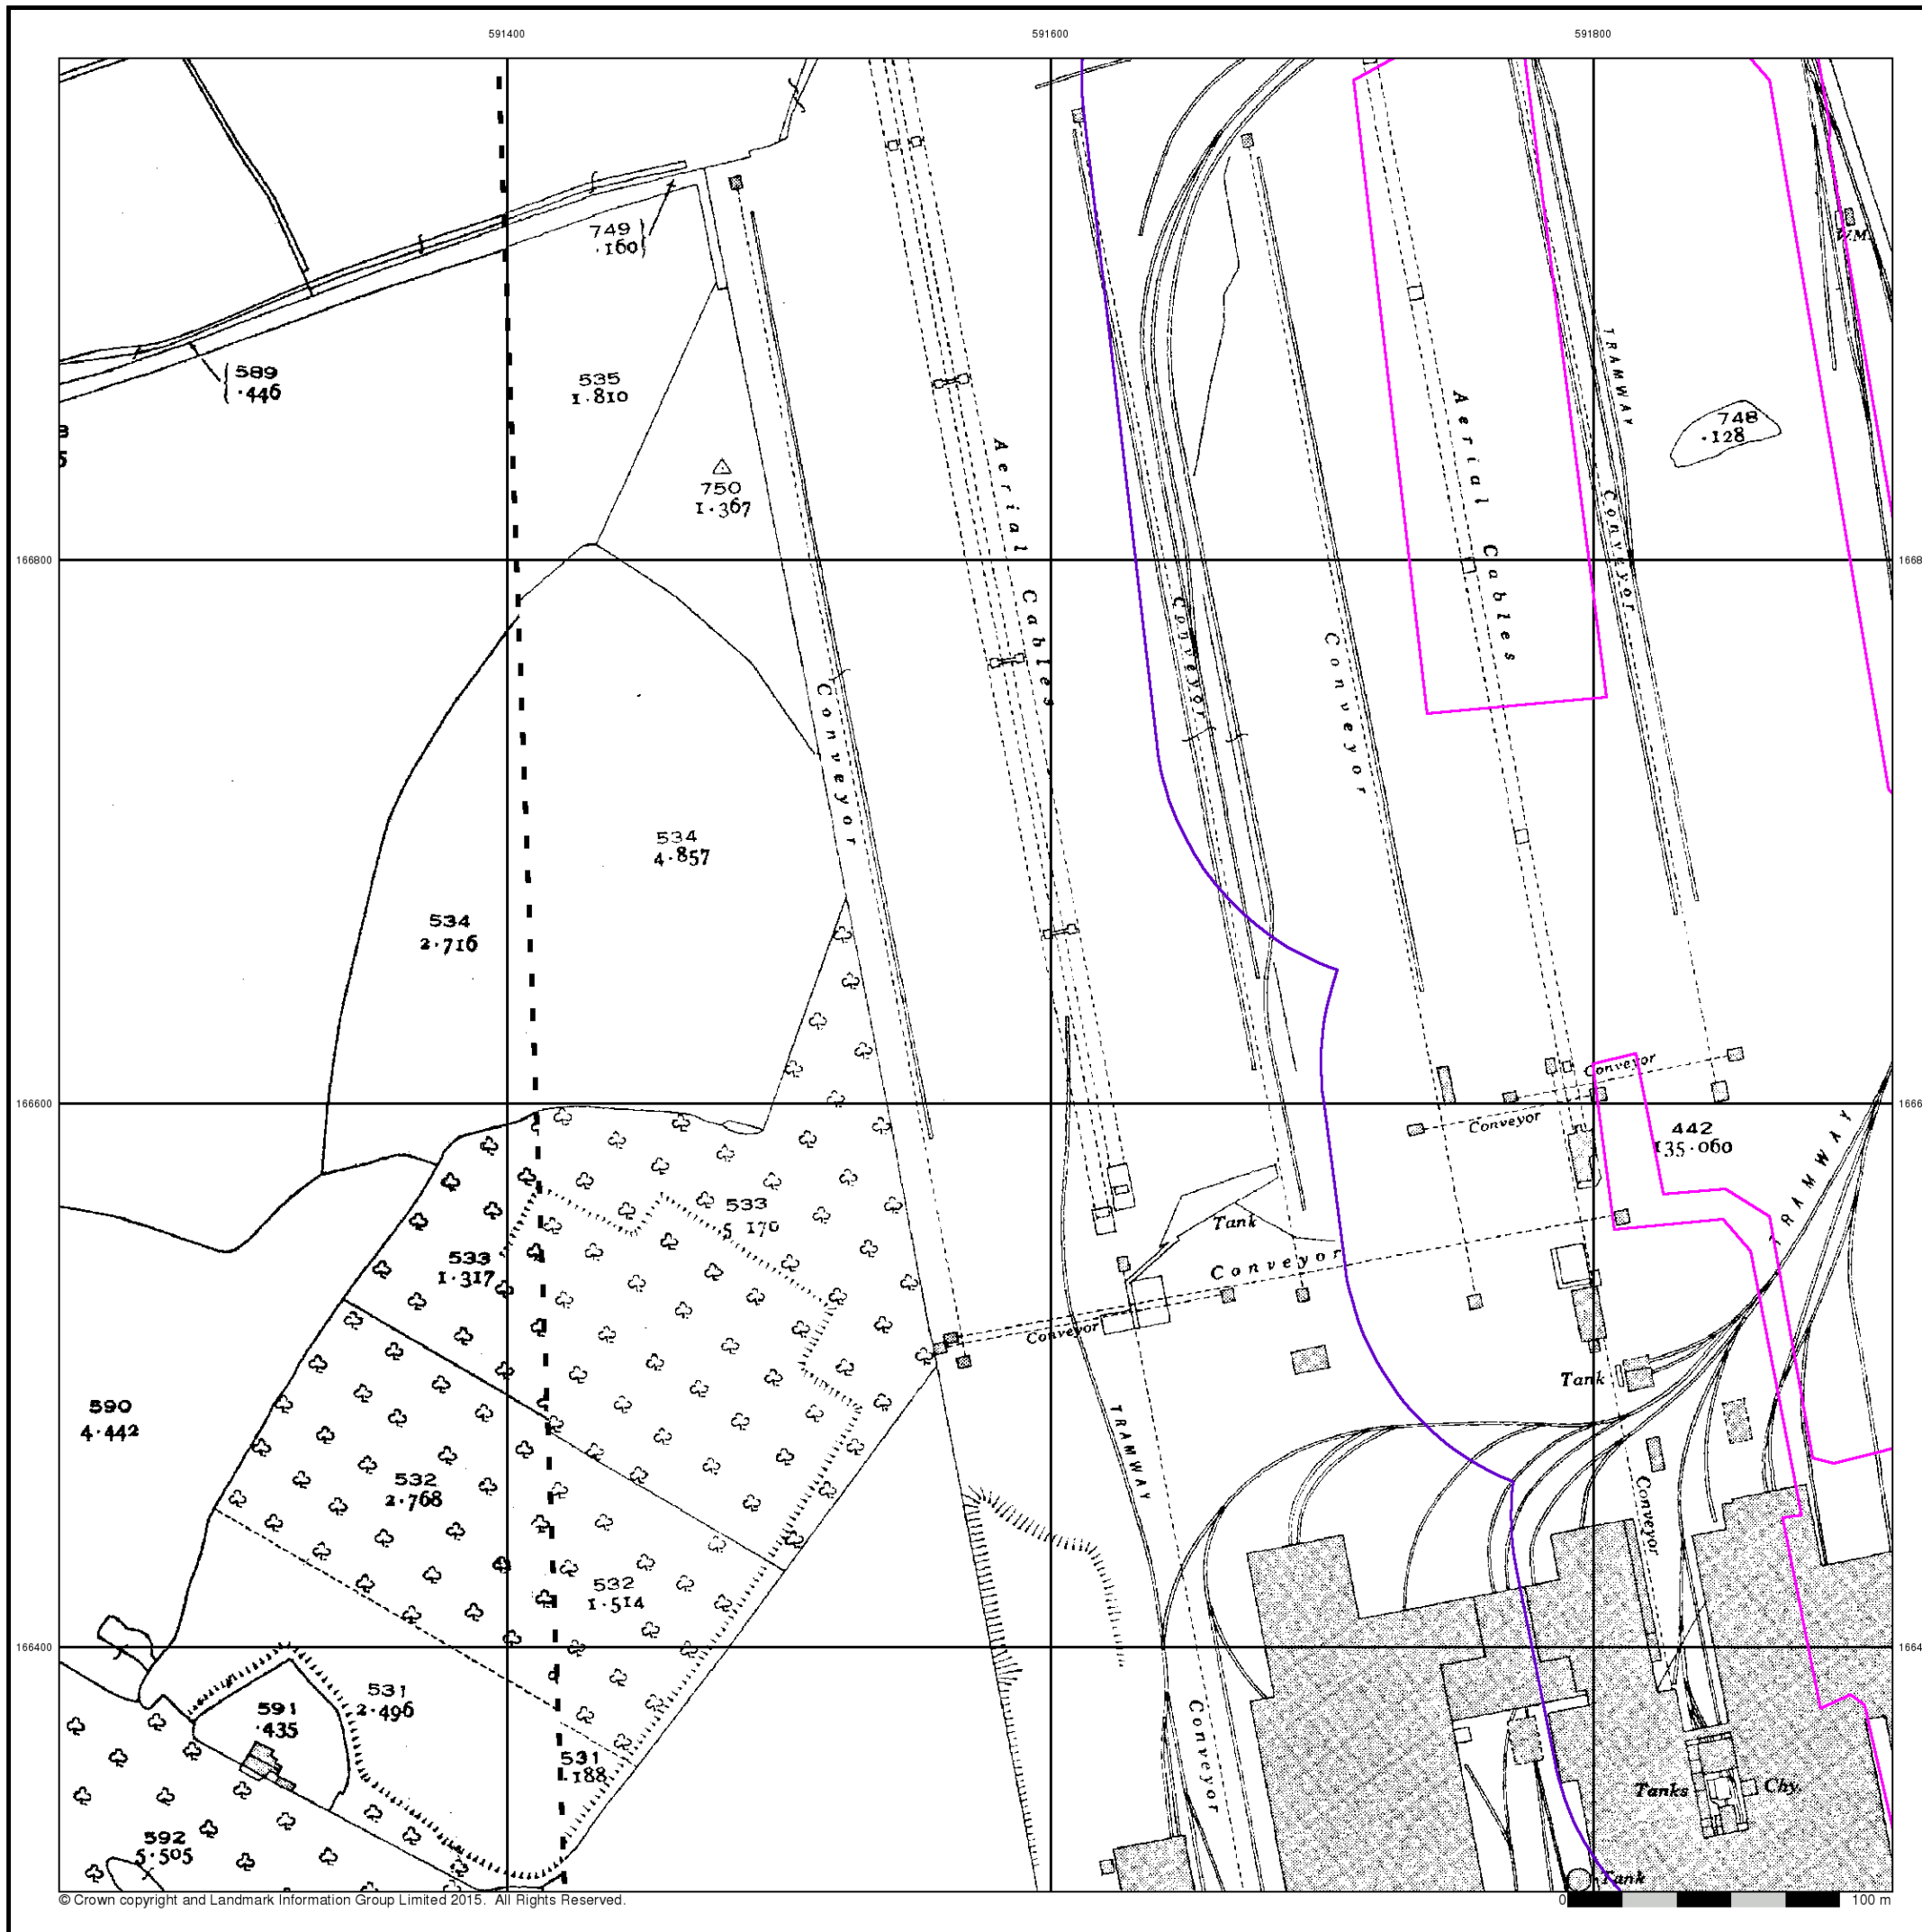 591400
591600
591800
749
·160
W.M.
589
·446
535
1·810
TRAMWAY
748
·128
Aerial Cables
Aerial Cables
750
1·367
166800
Conveyor
Conveyor
Conveyor
Conveyor
534
4·857
534
2·716
Conveyor
166600
Conveyor
442
135·060
TRAMWAY
533
5·170
Tank
533
1·317
Conveyor
Conveyor
Tank
590
4·442
TRAMWAY
532
2·768
Conveyor
532
1·514
166400
531
2·496
591
·435
Conveyor
531
·188
Tanks
Chy.
592
5·505
Tank
© Crown copyright and Landmark Information Group Limited 2015. All Rights Reserved.
0
100 m